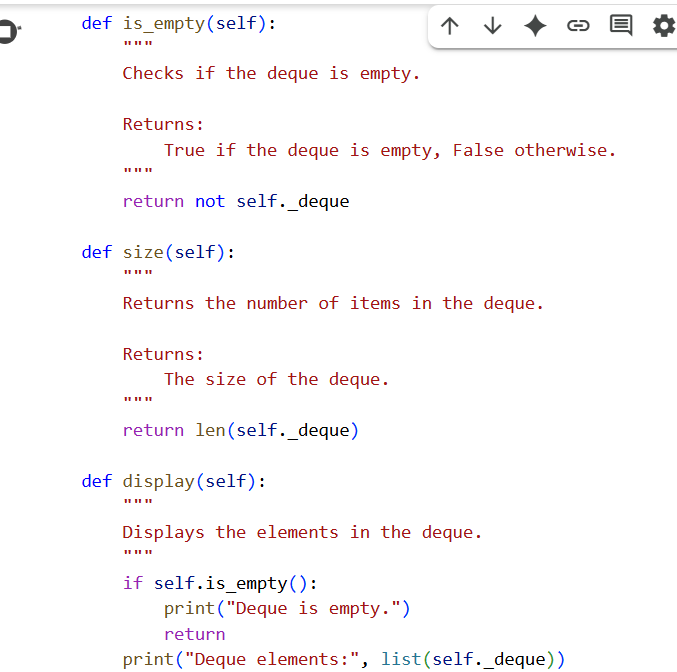 def is_empty(self):
    """
    Checks if the deque is empty.

    Returns:
        True if the deque is empty, False otherwise.
    """
    return not self._deque

def size(self):
    """
    Returns the number of items in the deque.

    Returns:
        The size of the deque.
    """
    return len(self._deque)

def display(self):
    """
    Displays the elements in the deque.
    """
    if self.is_empty():
        print("Deque is empty.")
        return
    print("Deque elements:", list(self._deque))